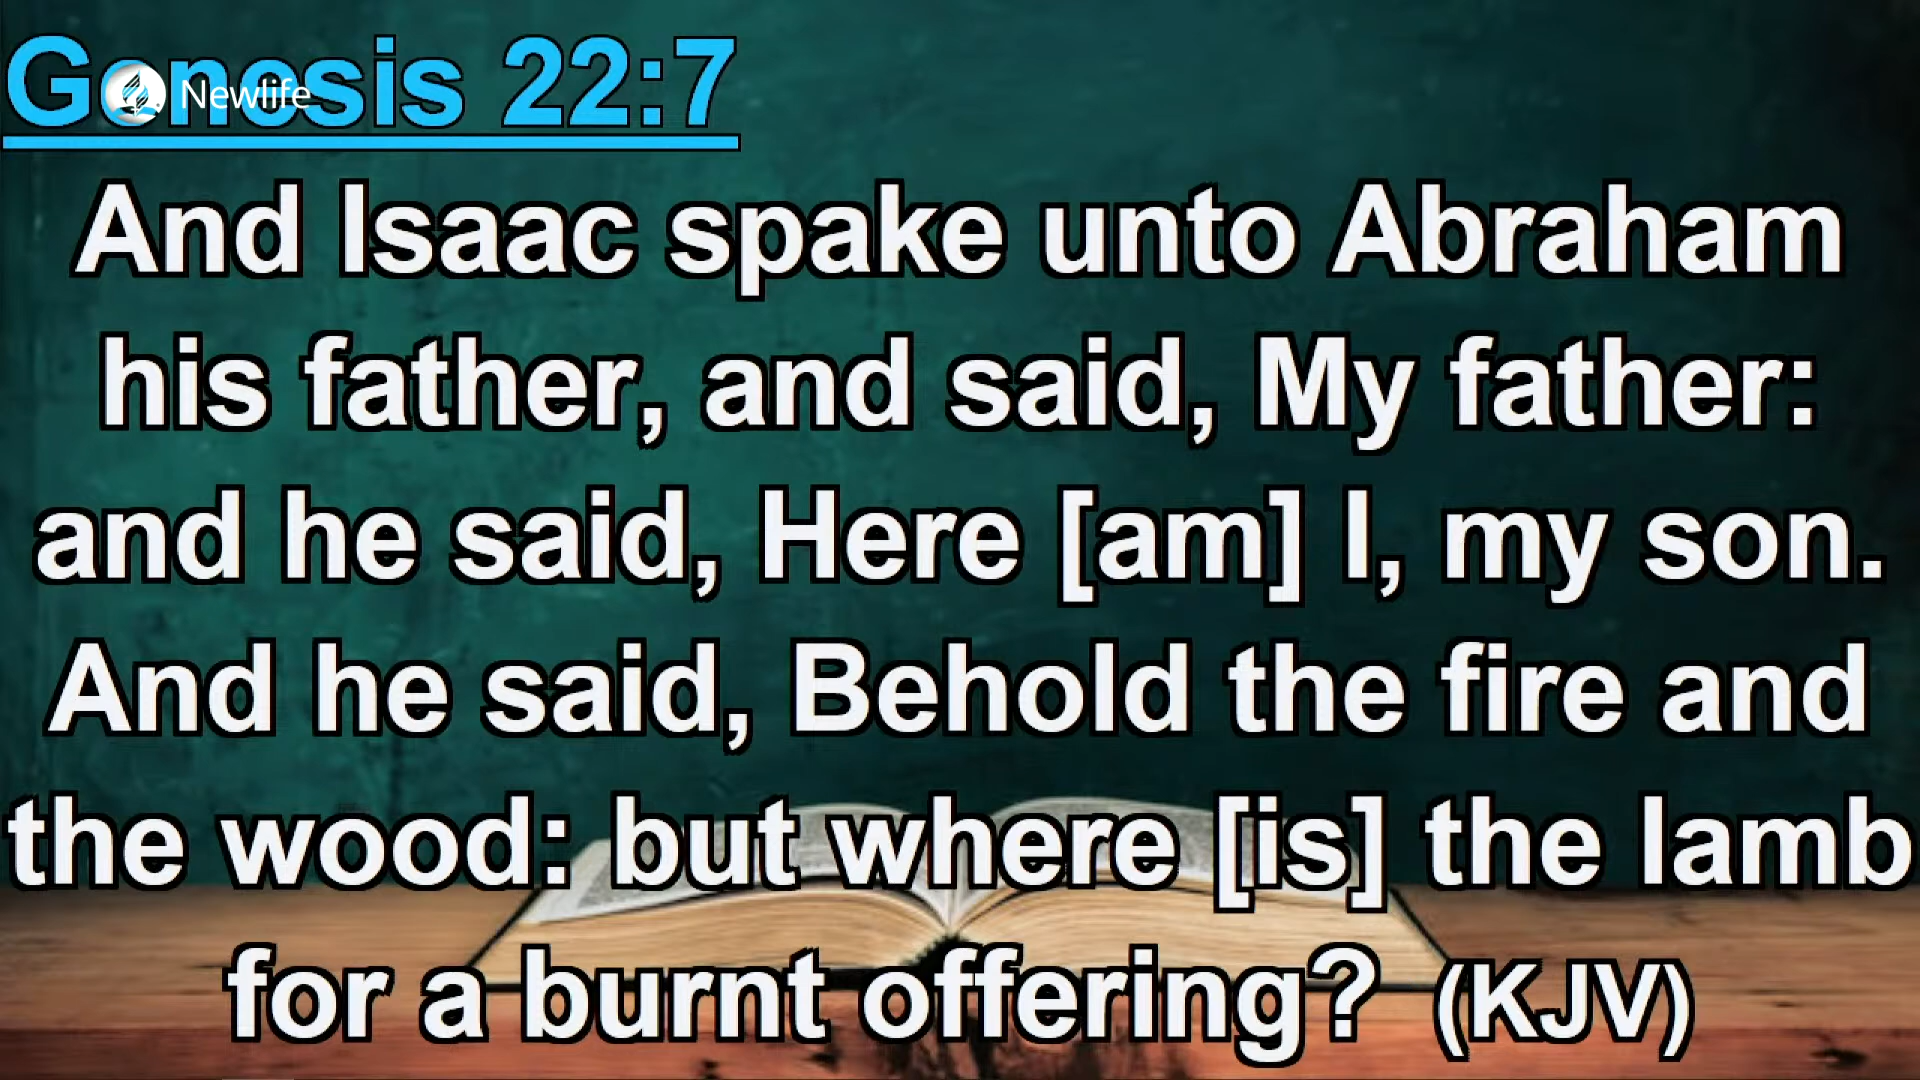 Genesis 22:7
Newlife
And Isaac spake unto Abraham
his father, and said, My father:
and he said, Here [am] I, my son.
And he said, Behold the fire and
the wood: but where [is] the lamb
for a burnt offering? (KJV)